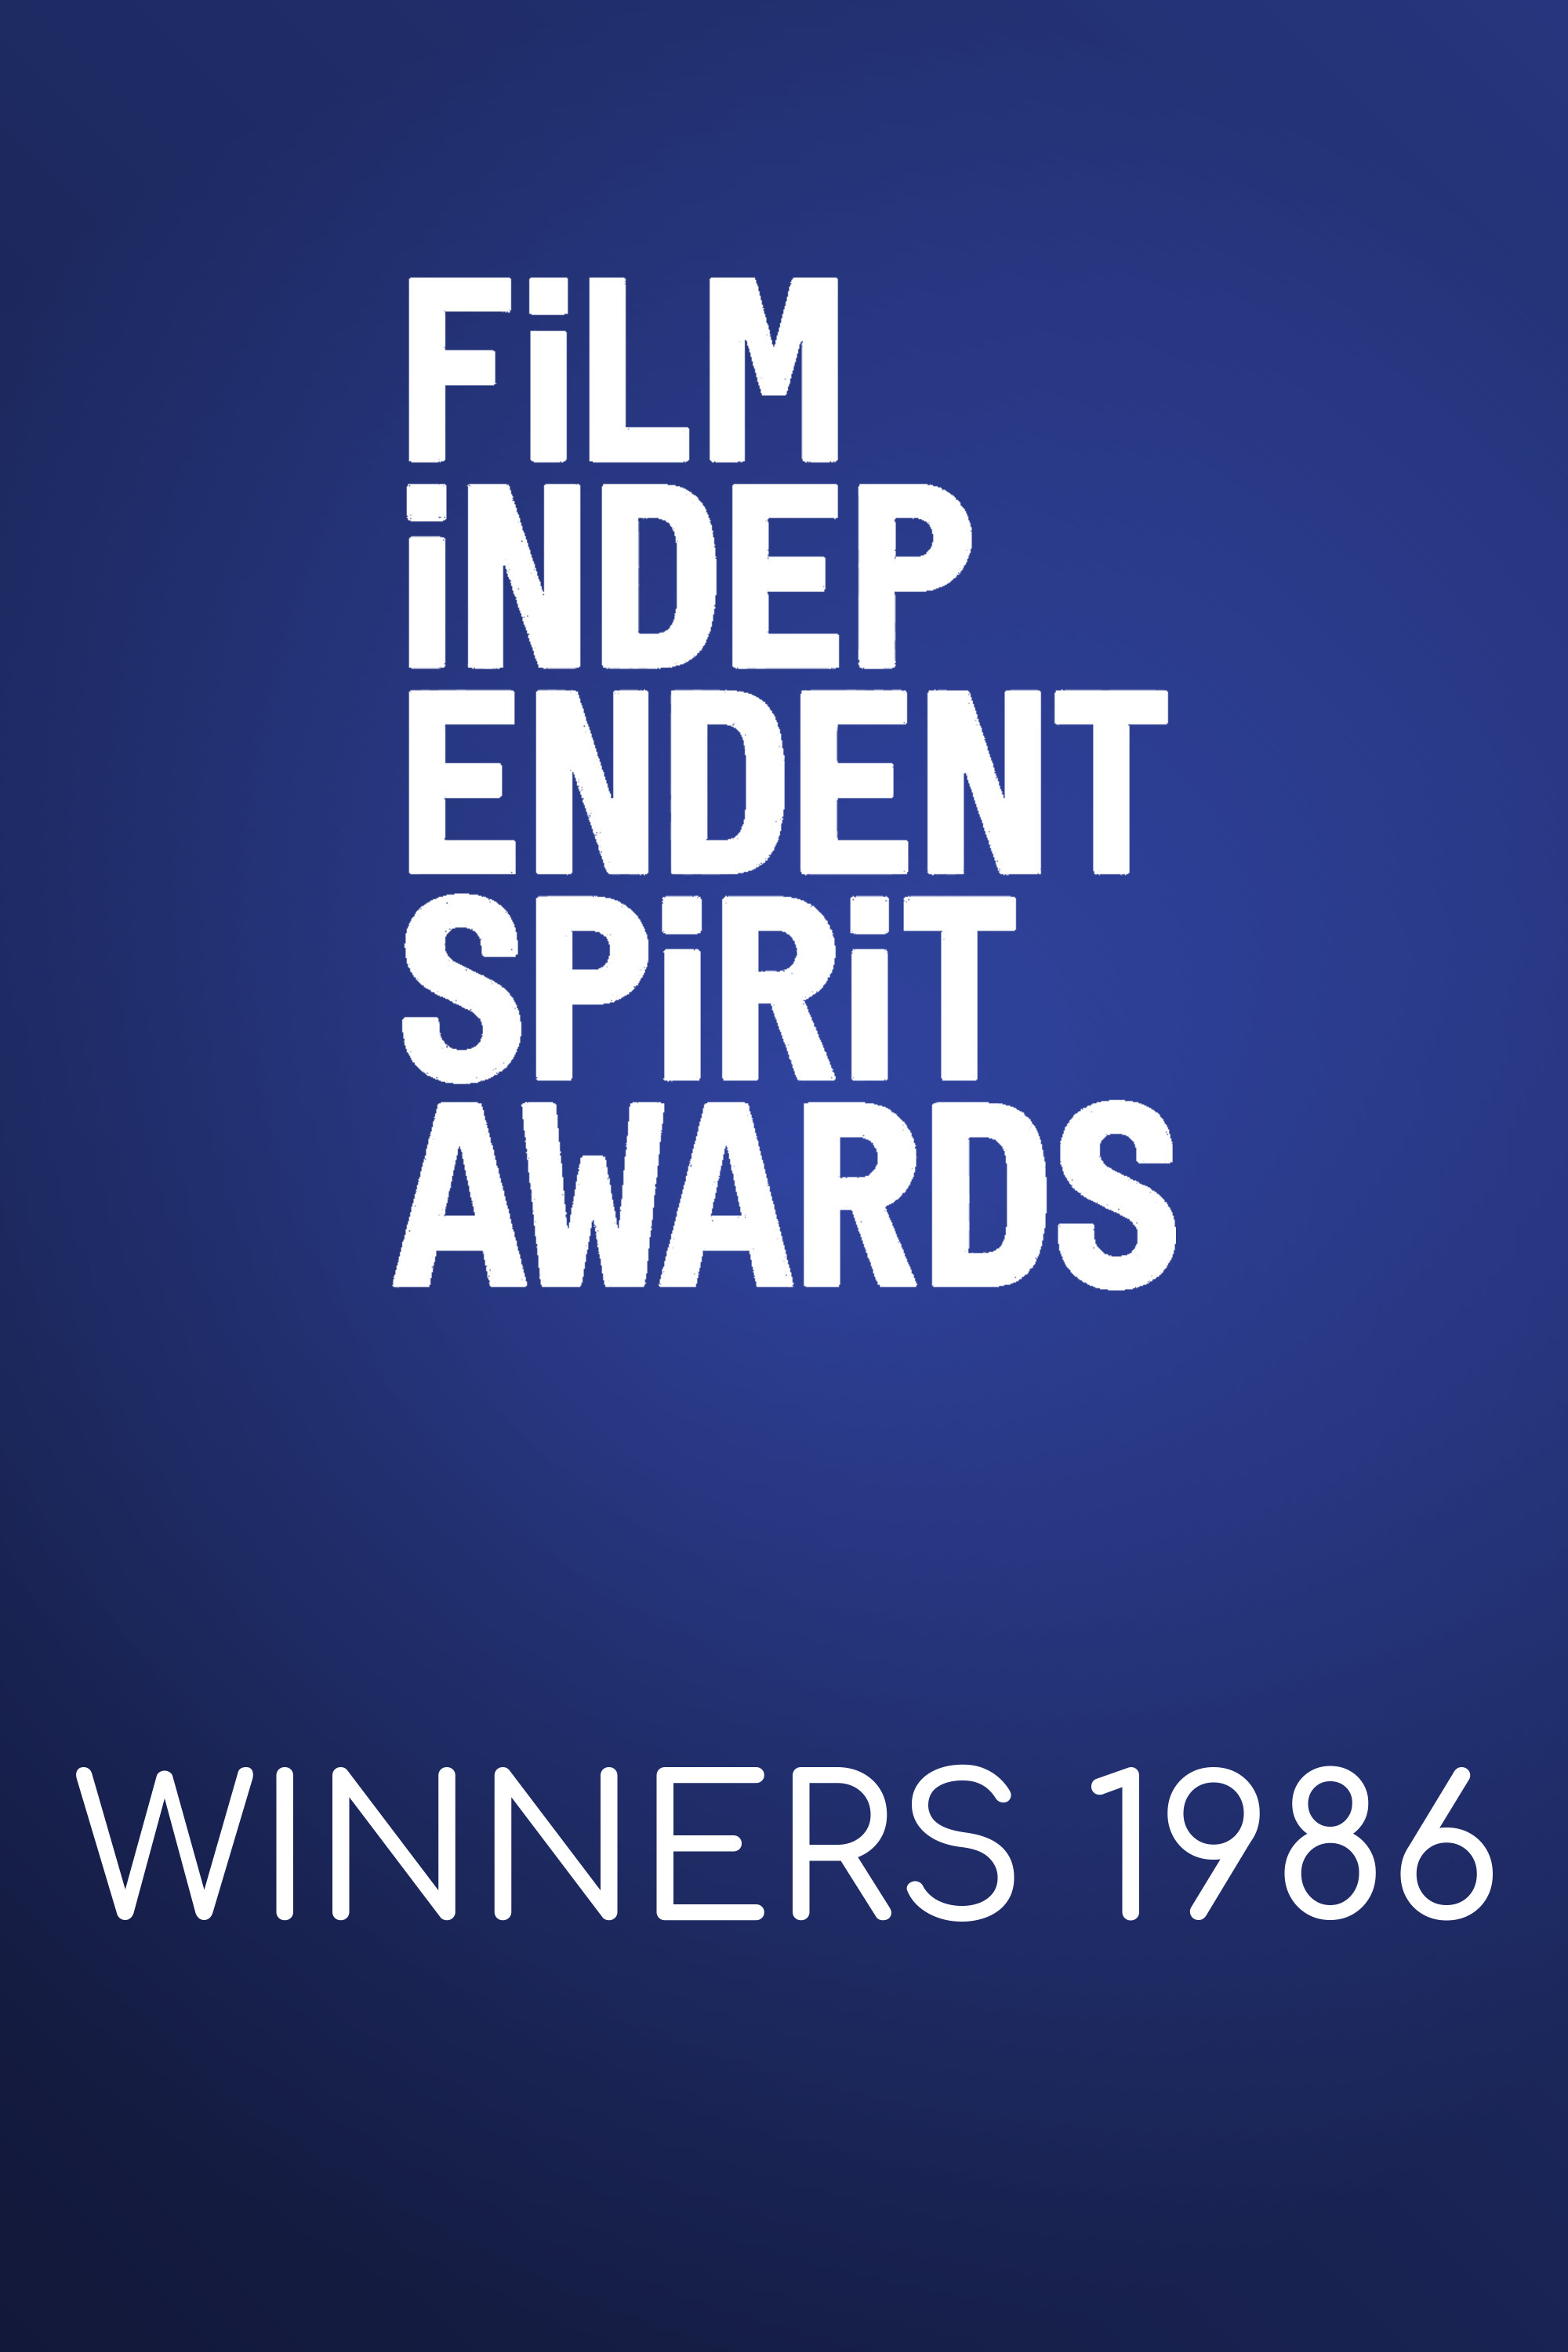 FiLM
iNDEP
ENDENT
SPiRiT
AWARDS
WINNERS 1986